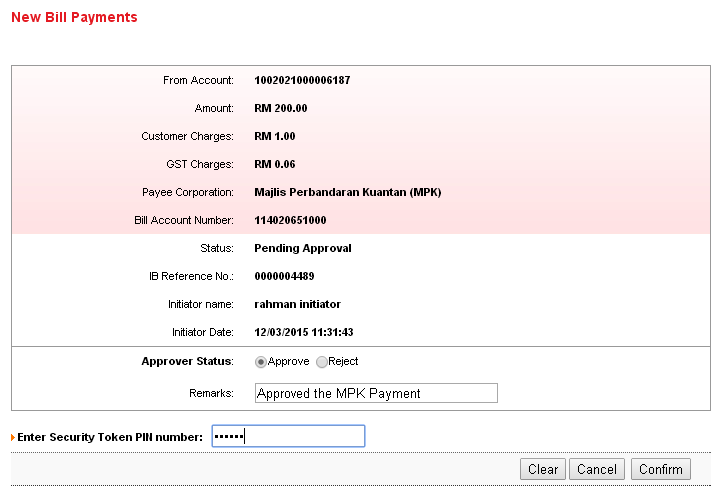 New Bill Payments
From Account: 1002021000006187
Amount: RM 200.00
Customer Charges: RM 1.00
GST Charges: RM 0.06
Payee Corporation: Majlis Perbandaran Kuantan (MPK)
Bill Account Number: 114020651000
Status: Pending Approval
IB Reference No.: 0000004489
Initiator name: rahman initiator
Initiator Date: 12/03/2015 11:31:43
Approver Status: Approve Reject
Remarks: Approved the MPK Payment
Enter Security Token PIN number: ••••••
Clear Cancel Confirm